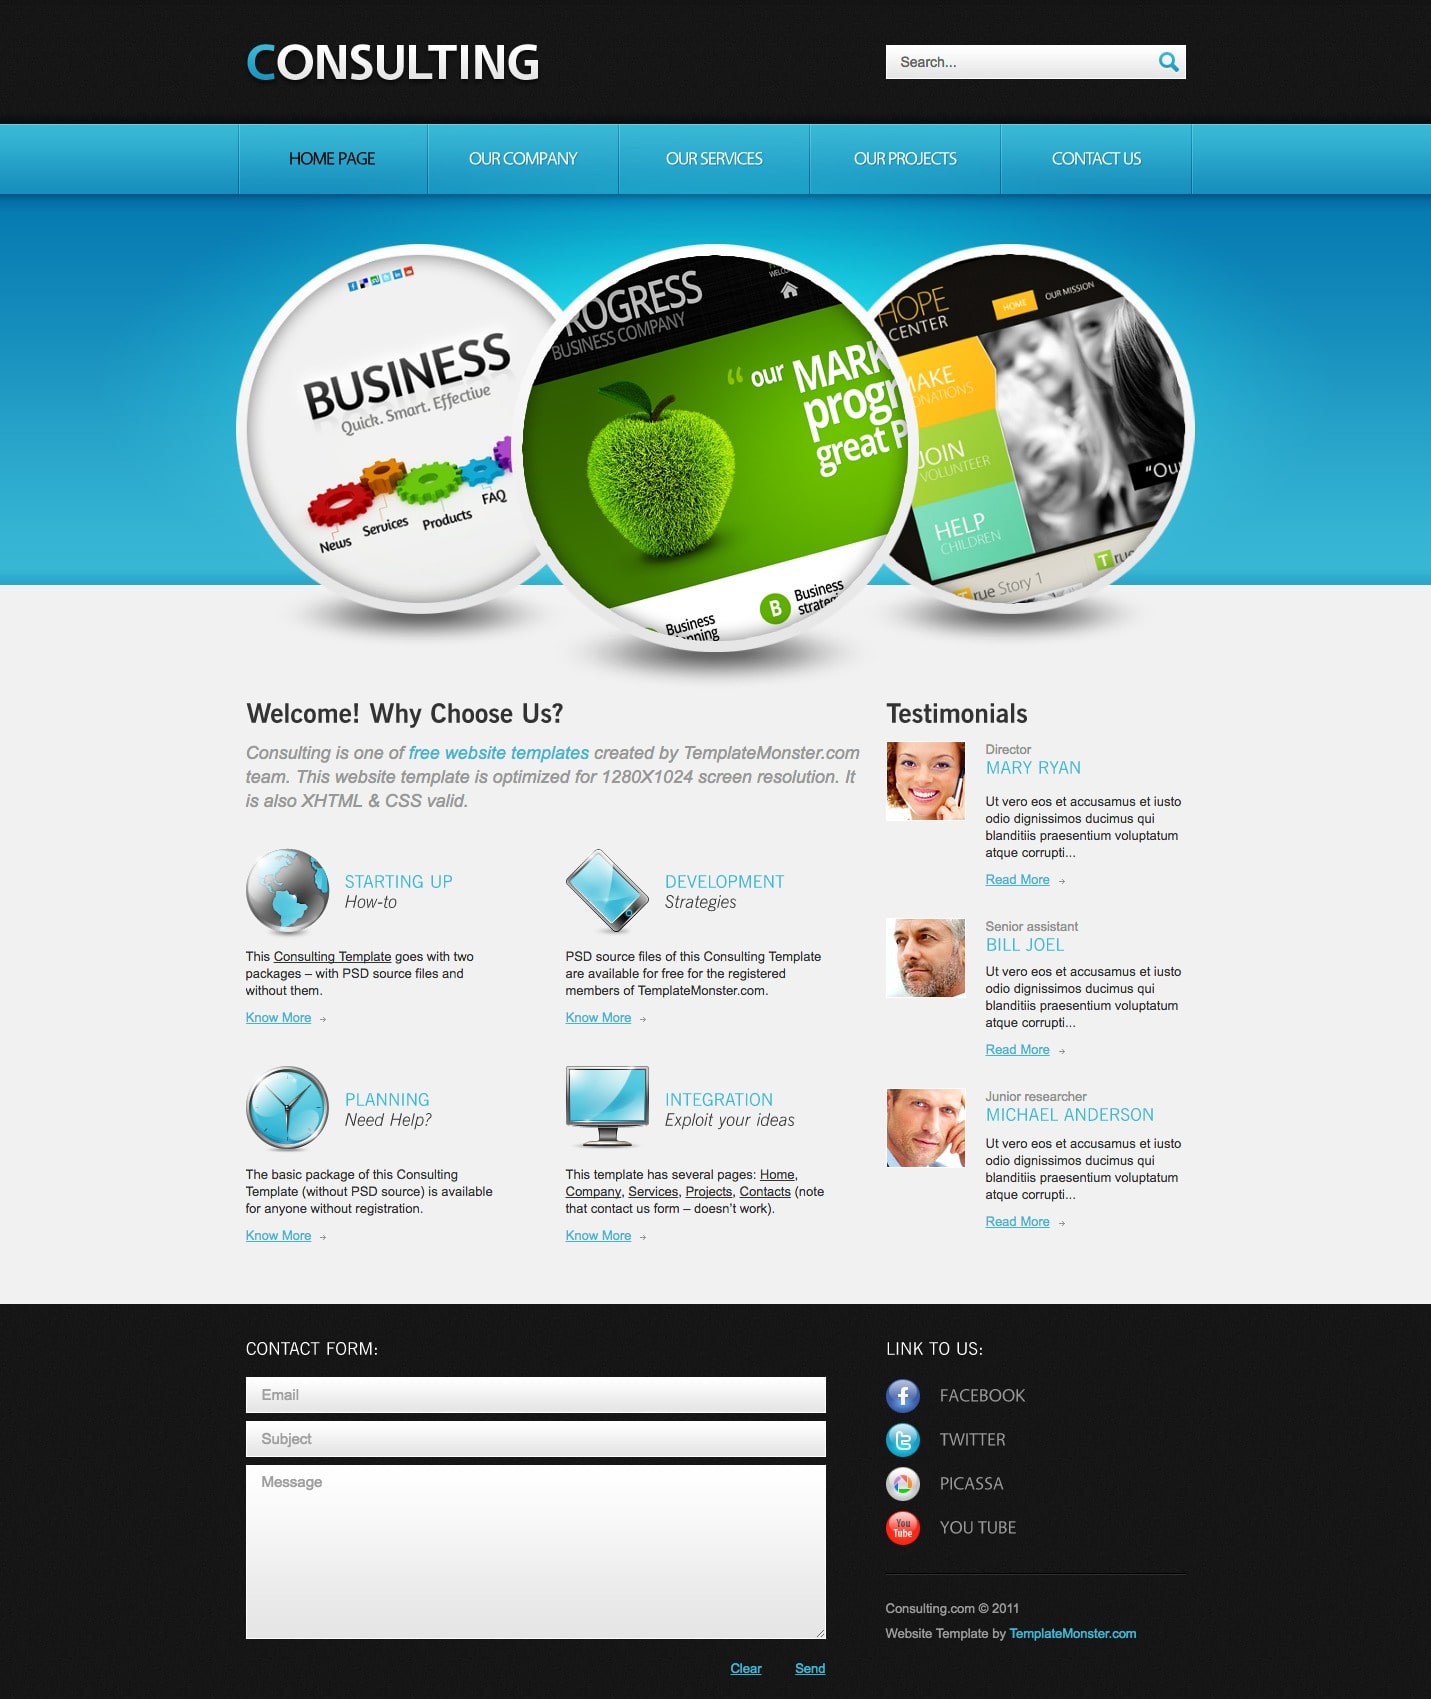 CONSULTING
Search...
HOME PAGE
OUR COMPANY
OUR SERVICES
OUR PROJECTS
CONTACT US
BUSINESS
Quick. Smart. Effective
News
Services
Products
FAQ
ROGRESS
BUSINESS COMPANY
“ our MARK
progr
great P
Business
nning
B
Business
strateg
HOPE
CENTER
HOME
OUR MISSION
MAKE
DONATIONS
JOIN
VOLUNTEER
HELP
CHILDREN
“Ou
True Story 1
True
Welcome! Why Choose Us?
Consulting is one of free website templates created by TemplateMonster.com
team. This website template is optimized for 1280X1024 screen resolution. It
is also XHTML & CSS valid.
STARTING UP
How-to
This Consulting Template goes with two
packages – with PSD source files and
without them.
Know More
DEVELOPMENT
Strategies
PSD source files of this Consulting Template
are available for free for the registered
members of TemplateMonster.com.
Know More
PLANNING
Need Help?
The basic package of this Consulting
Template (without PSD source) is available
for anyone without registration.
Know More
INTEGRATION
Exploit your ideas
This template has several pages: Home,
Company, Services, Projects, Contacts (note
that contact us form – doesn’t work).
Know More
Testimonials
Director
MARY RYAN
Ut vero eos et accusamus et iusto
odio dignissimos ducimus qui
blanditiis praesentium voluptatum
atque corrupti...
Read More
Senior assistant
BILL JOEL
Ut vero eos et accusamus et iusto
odio dignissimos ducimus qui
blanditiis praesentium voluptatum
atque corrupti...
Read More
Junior researcher
MICHAEL ANDERSON
Ut vero eos et accusamus et iusto
odio dignissimos ducimus qui
blanditiis praesentium voluptatum
atque corrupti...
Read More
CONTACT FORM:
Email
Subject
Message
Clear
Send
LINK TO US:
FACEBOOK
TWITTER
PICASSA
You
Tube
YOU TUBE
Consulting.com © 2011
Website Template by TemplateMonster.com